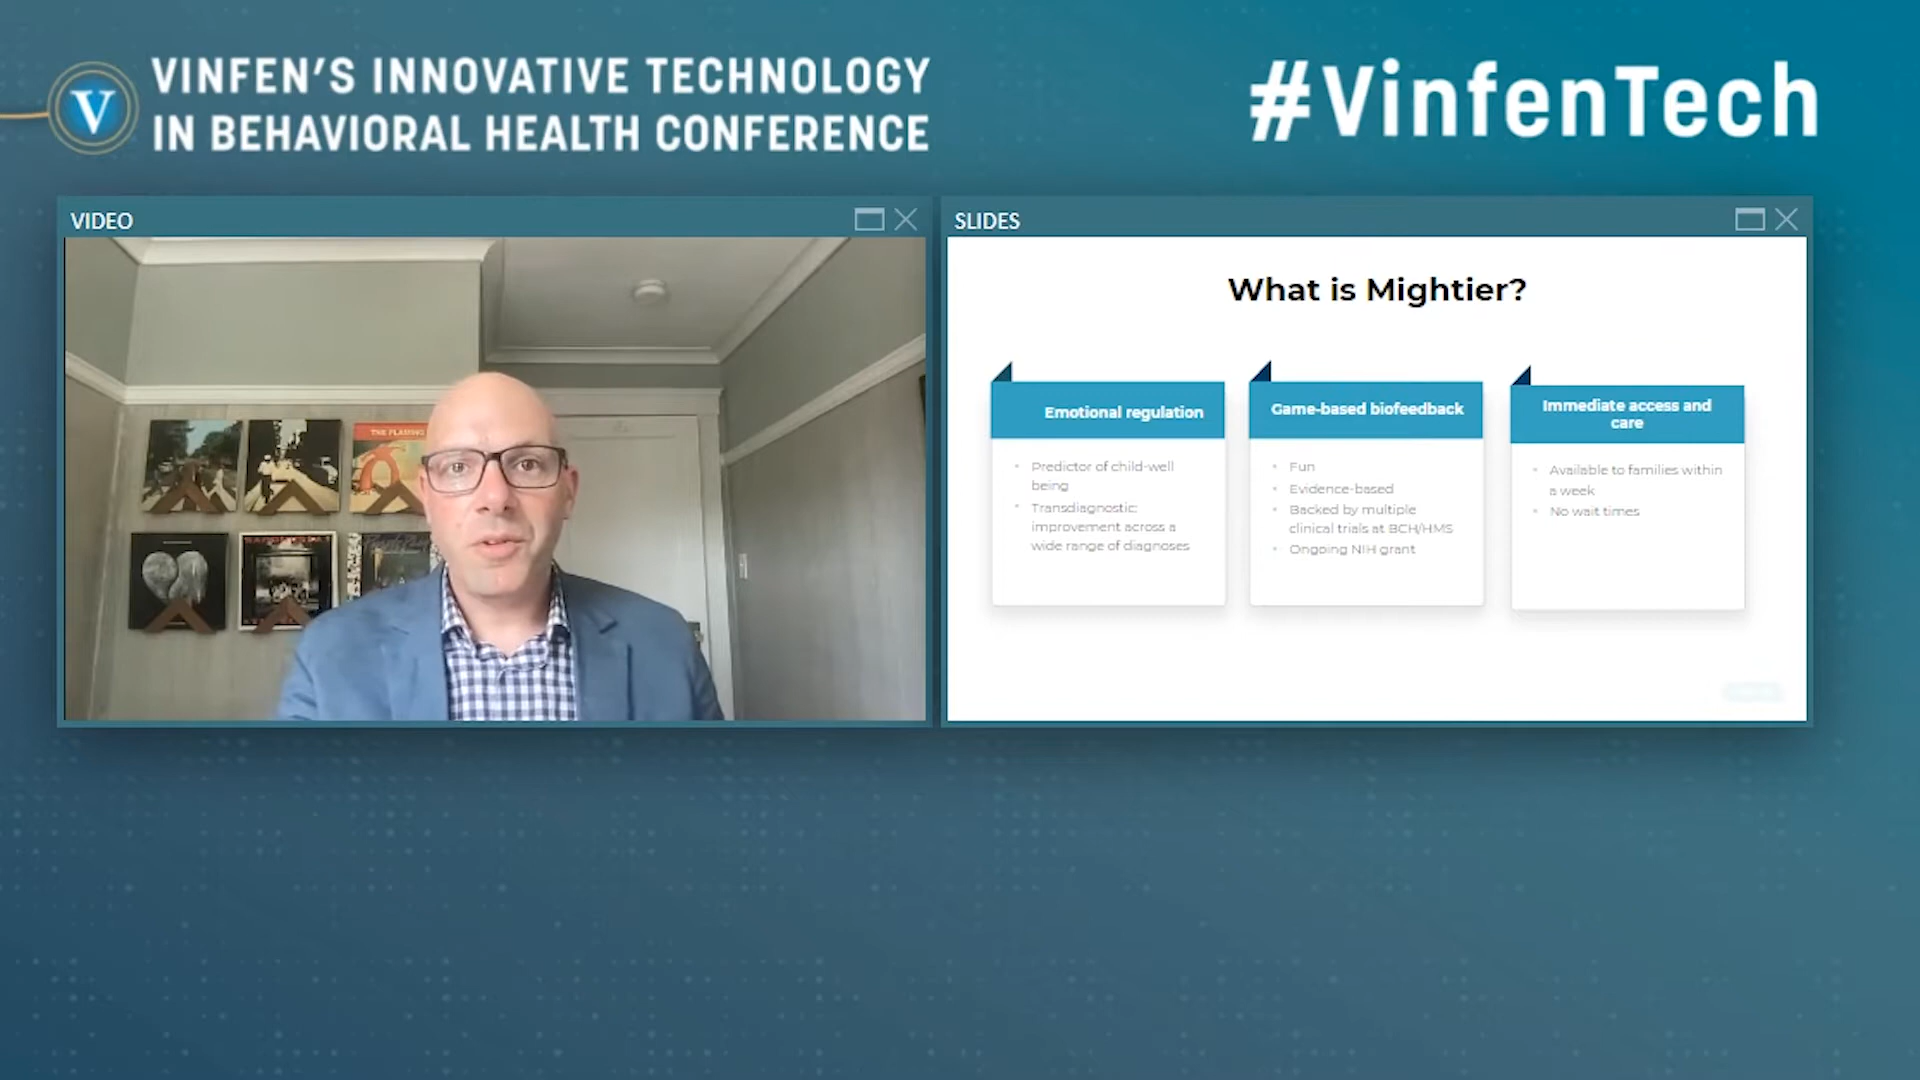 V
VINFEN'S INNOVATIVE TECHNOLOGY
IN BEHAVIORAL HEALTH CONFERENCE
#VinfenTech
VIDEO
THE FLAMING
SLIDES
What is Mightier?
Emotional regulation
• Predictor of child-well
being
• Transdiagnostic:
improvement across a
wide range of diagnoses
Game-based biofeedback
• Fun
• Evidence-based
• Backed by multiple
clinical trials at BCH/HMS
• Ongoing NIH grant
Immediate access and
care
• Available to families within
a week
• No wait times